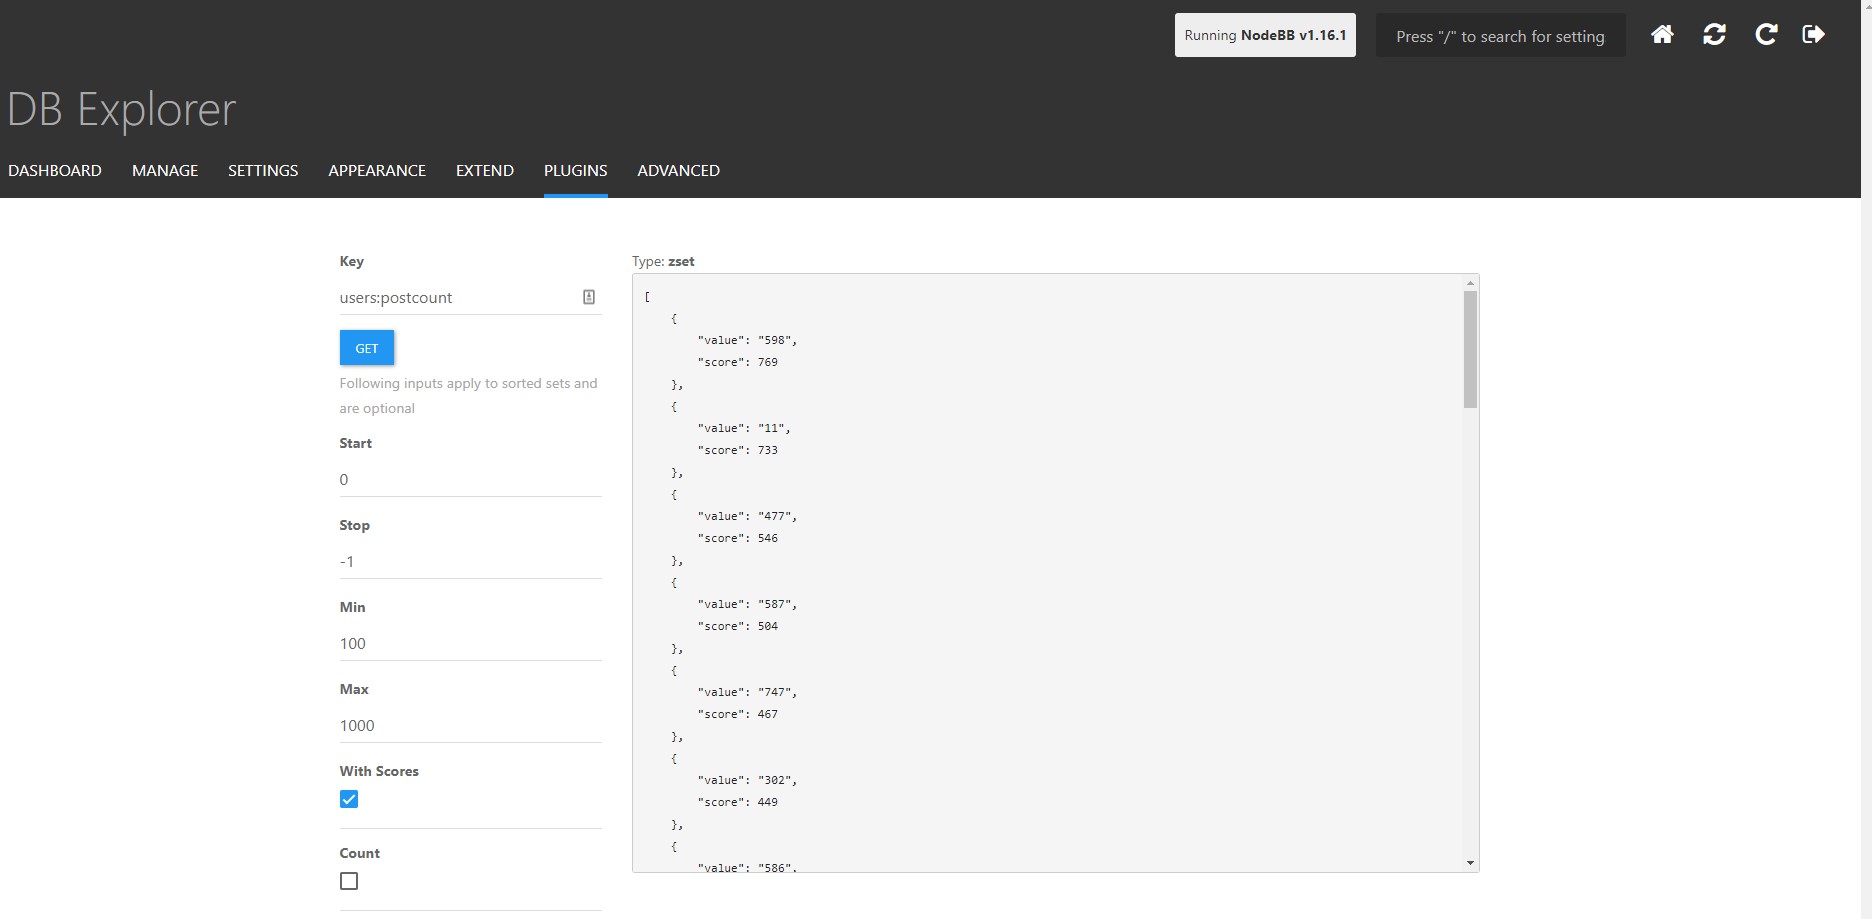 Running NodeBB v1.16.1
Press "/" to search for setting
DB Explorer
DASHBOARD MANAGE SETTINGS APPEARANCE EXTEND PLUGINS ADVANCED
Key
users:postcount
GET
Following inputs apply to sorted sets and
are optional
Start
0
Stop
-1
Min
100
Max
1000
With Scores
Count
Type: zset
[
{
"value": "598",
"score": 769
},
{
"value": "11",
"score": 733
},
{
"value": "477",
"score": 546
},
{
"value": "587",
"score": 504
},
{
"value": "747",
"score": 467
},
{
"value": "302",
"score": 449
},
{
"value": "586",